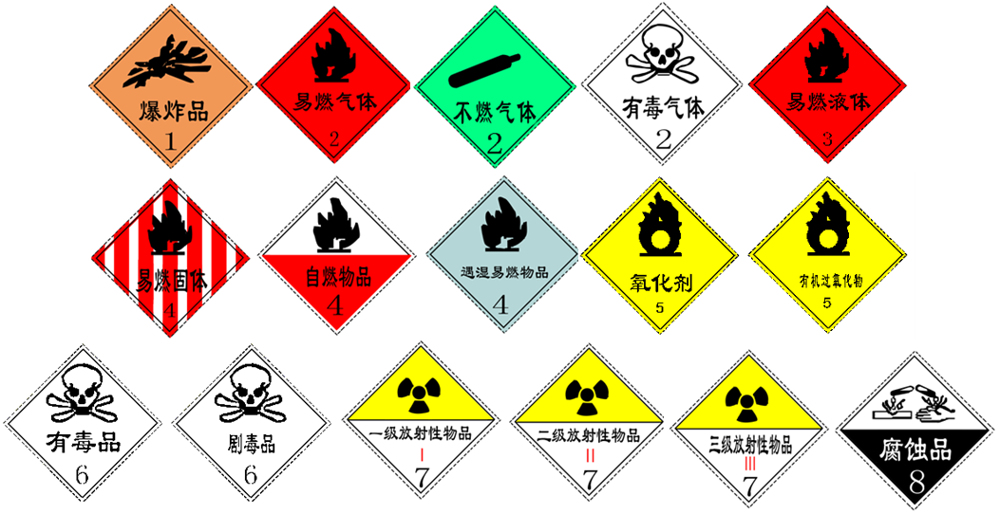 爆炸品
1
易燃气体
2
不燃气体
2
有毒气体
2
易燃液体
3
易燃固体
4
自燃物品
4
遇湿易燃物品
4
氧化剂
5
有机过氧化物
5
有毒品
6
剧毒品
6
一级放射性物品
I
7
二级放射性物品
II
7
三级放射性物品
III
7
腐蚀品
8